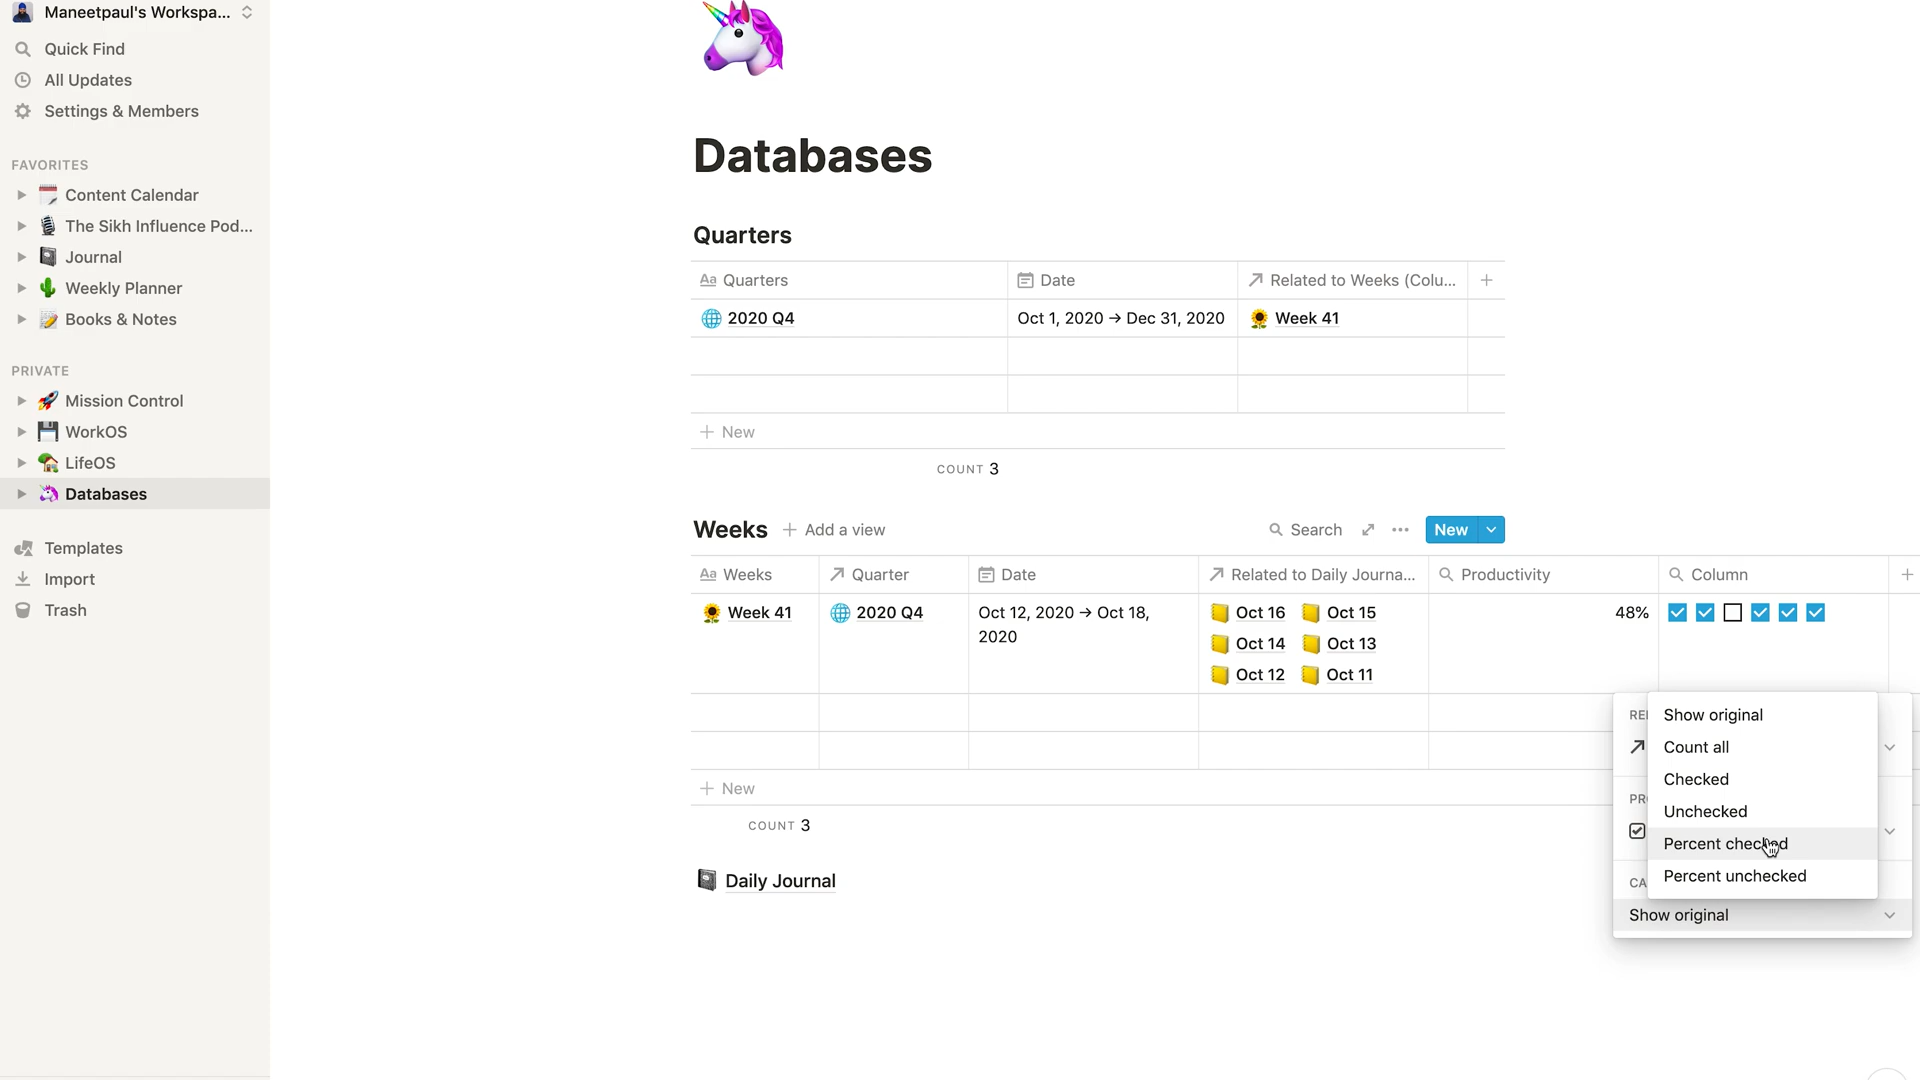 Maneetpaul's Workspa...
Quick Find
All Updates
Settings & Members
FAVORITES
Content Calendar
The Sikh Influence Pod...
Journal
Weekly Planner
Books & Notes
PRIVATE
Mission Control
WorkOS
LifeOS
Databases
Templates
Import
Trash
Databases
Quarters
Aa Quarters Date Related to Weeks (Colu...
2020 Q4 Oct 1, 2020 → Dec 31, 2020 Week 41
+ New
COUNT 3
Weeks + Add a view Search New
Aa Weeks Quarter Date Related to Daily Journa... Productivity Column
Week 41 2020 Q4 Oct 12, 2020 → Oct 18, Oct 16 Oct 15 48%
2020
Oct 14 Oct 13
Oct 12 Oct 11
+ New
COUNT 3
Daily Journal
REI
Show original
Count all
Checked
PR
Unchecked
Percent checked
Percent unchecked
CA
Show original